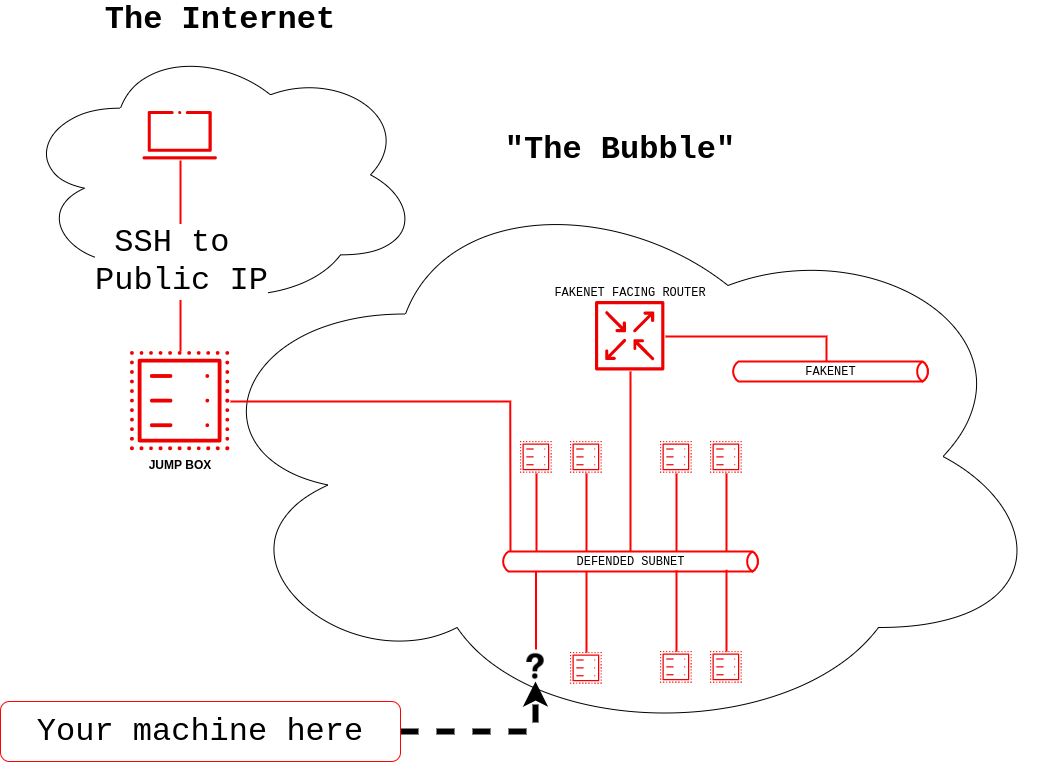 The Internet
"The Bubble"
SSH to
Public IP
FAKENET FACING ROUTER
FAKENET
JUMP BOX
DEFENDED SUBNET
?
Your machine here